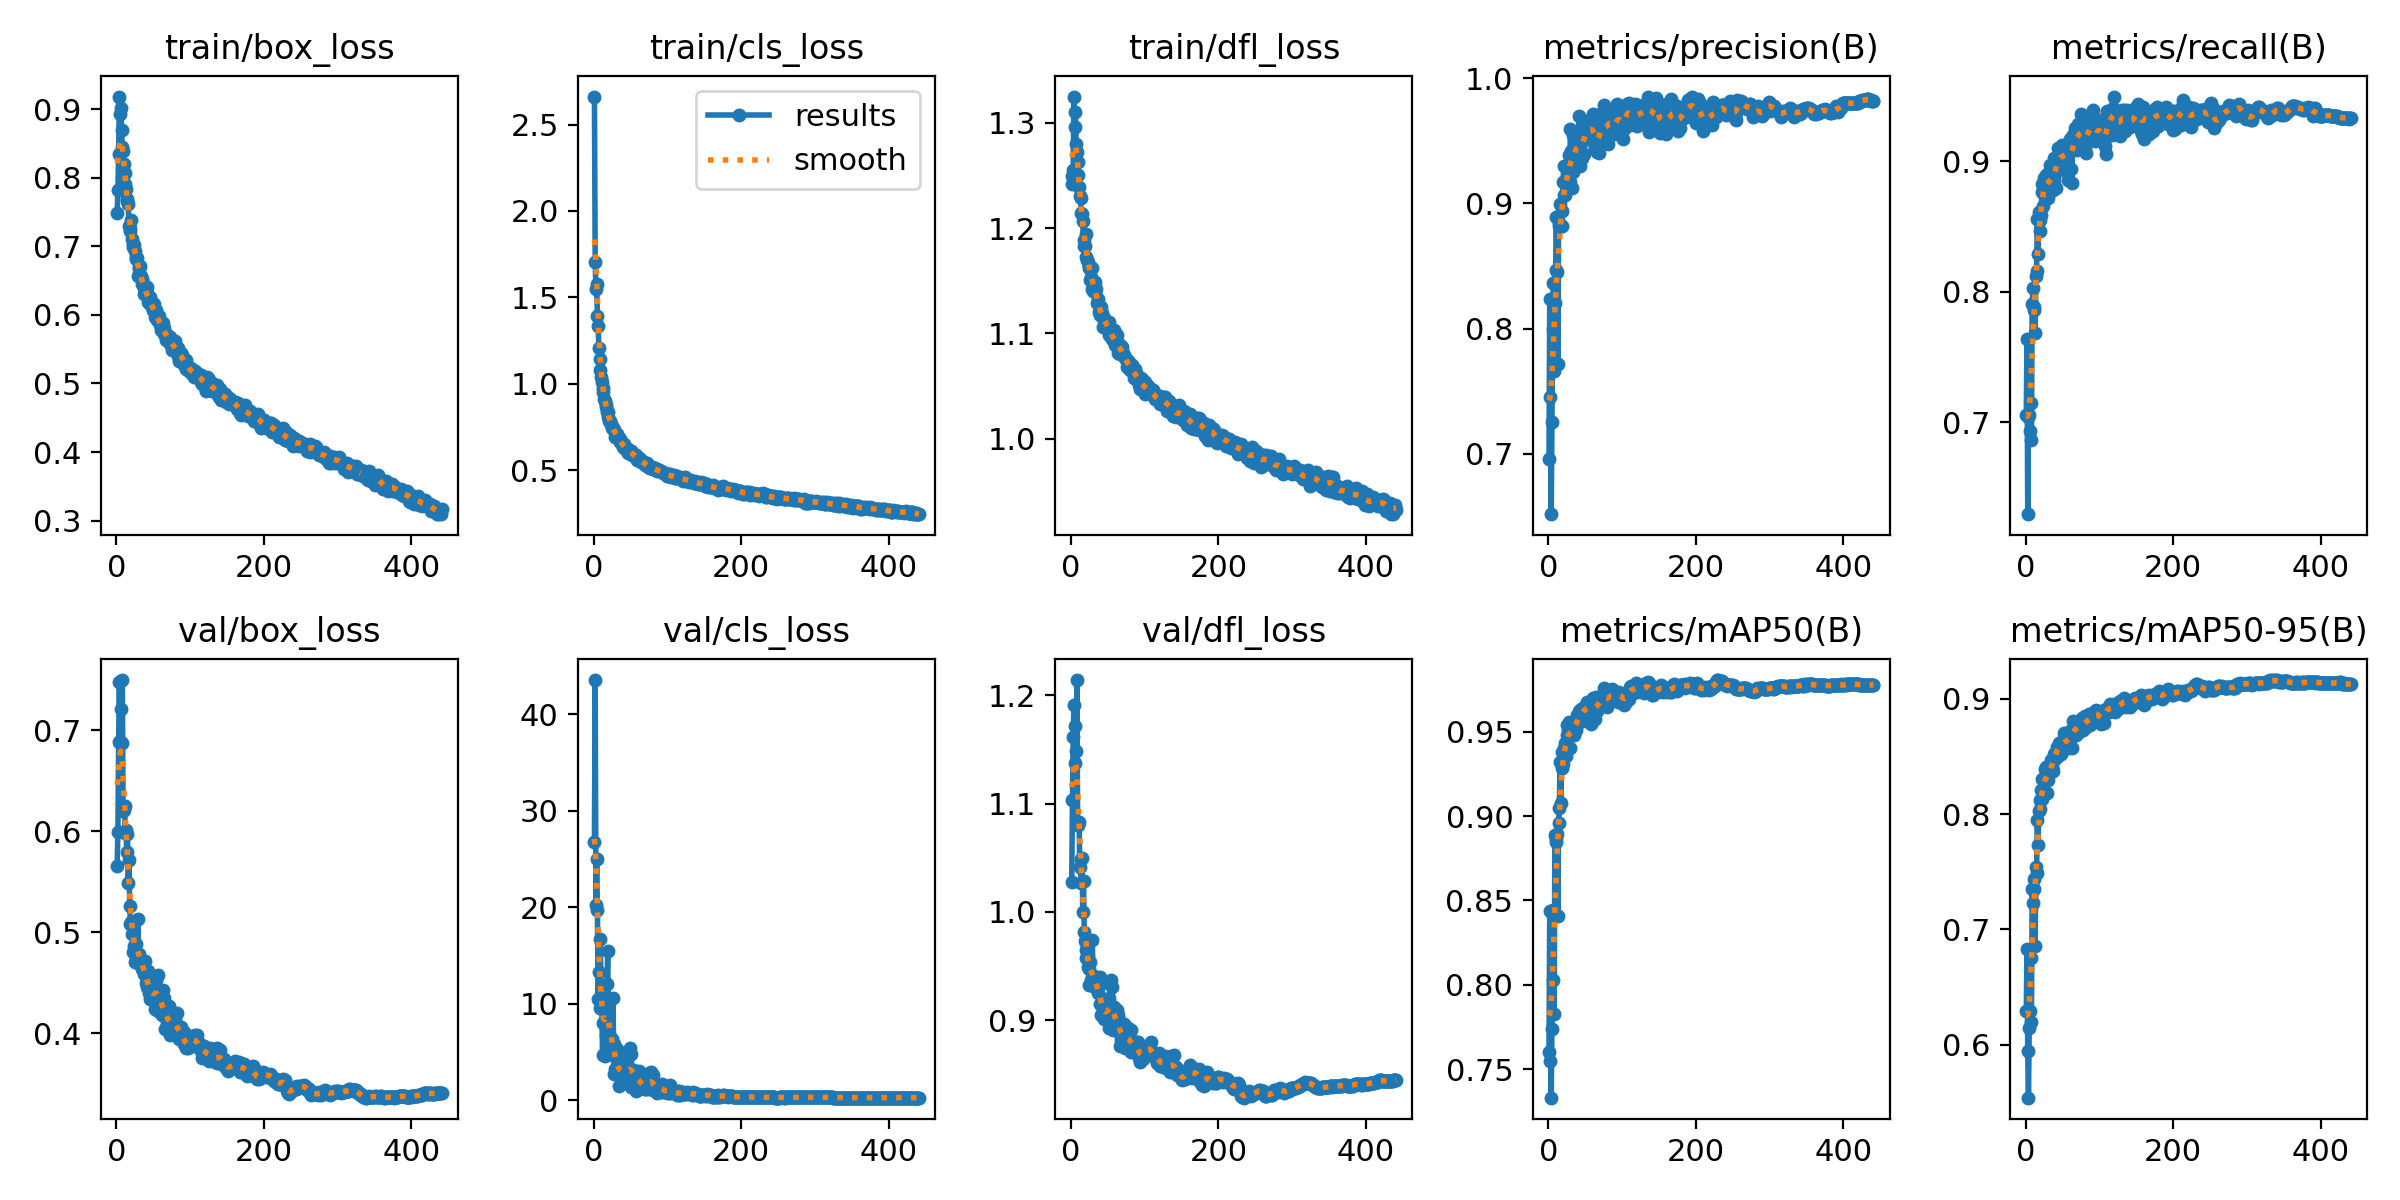 train/box_loss
0.9
0.8
0.7
0.6
0.5
0.4
0.3
0 200 400
train/cls_loss
results
smooth
2.5
2.0
1.5
1.0
0.5
0 200 400
train/dfl_loss
1.3
1.2
1.1
1.0
0 200 400
metrics/precision(B)
1.0
0.9
0.8
0.7
0 200 400
metrics/recall(B)
0.9
0.8
0.7
0 200 400
val/box_loss
0.7
0.6
0.5
0.4
0 200 400
val/cls_loss
40
30
20
10
0
0 200 400
val/dfl_loss
1.2
1.1
1.0
0.9
0 200 400
metrics/mAP50(B)
0.95
0.90
0.85
0.80
0.75
0 200 400
metrics/mAP50-95(B)
0.9
0.8
0.7
0.6
0 200 400